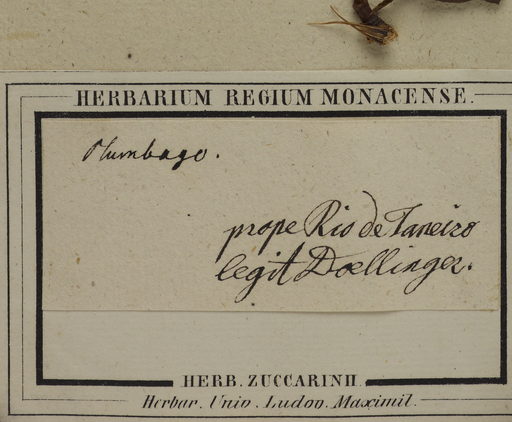 HERBARIUM REGIUM MONACENSE.
Plumbago.
prope Rio de Janeiro
legit Doellinger.
HERB. ZUCCARINII.
Herbar. Univ. Ludov. Maximil.